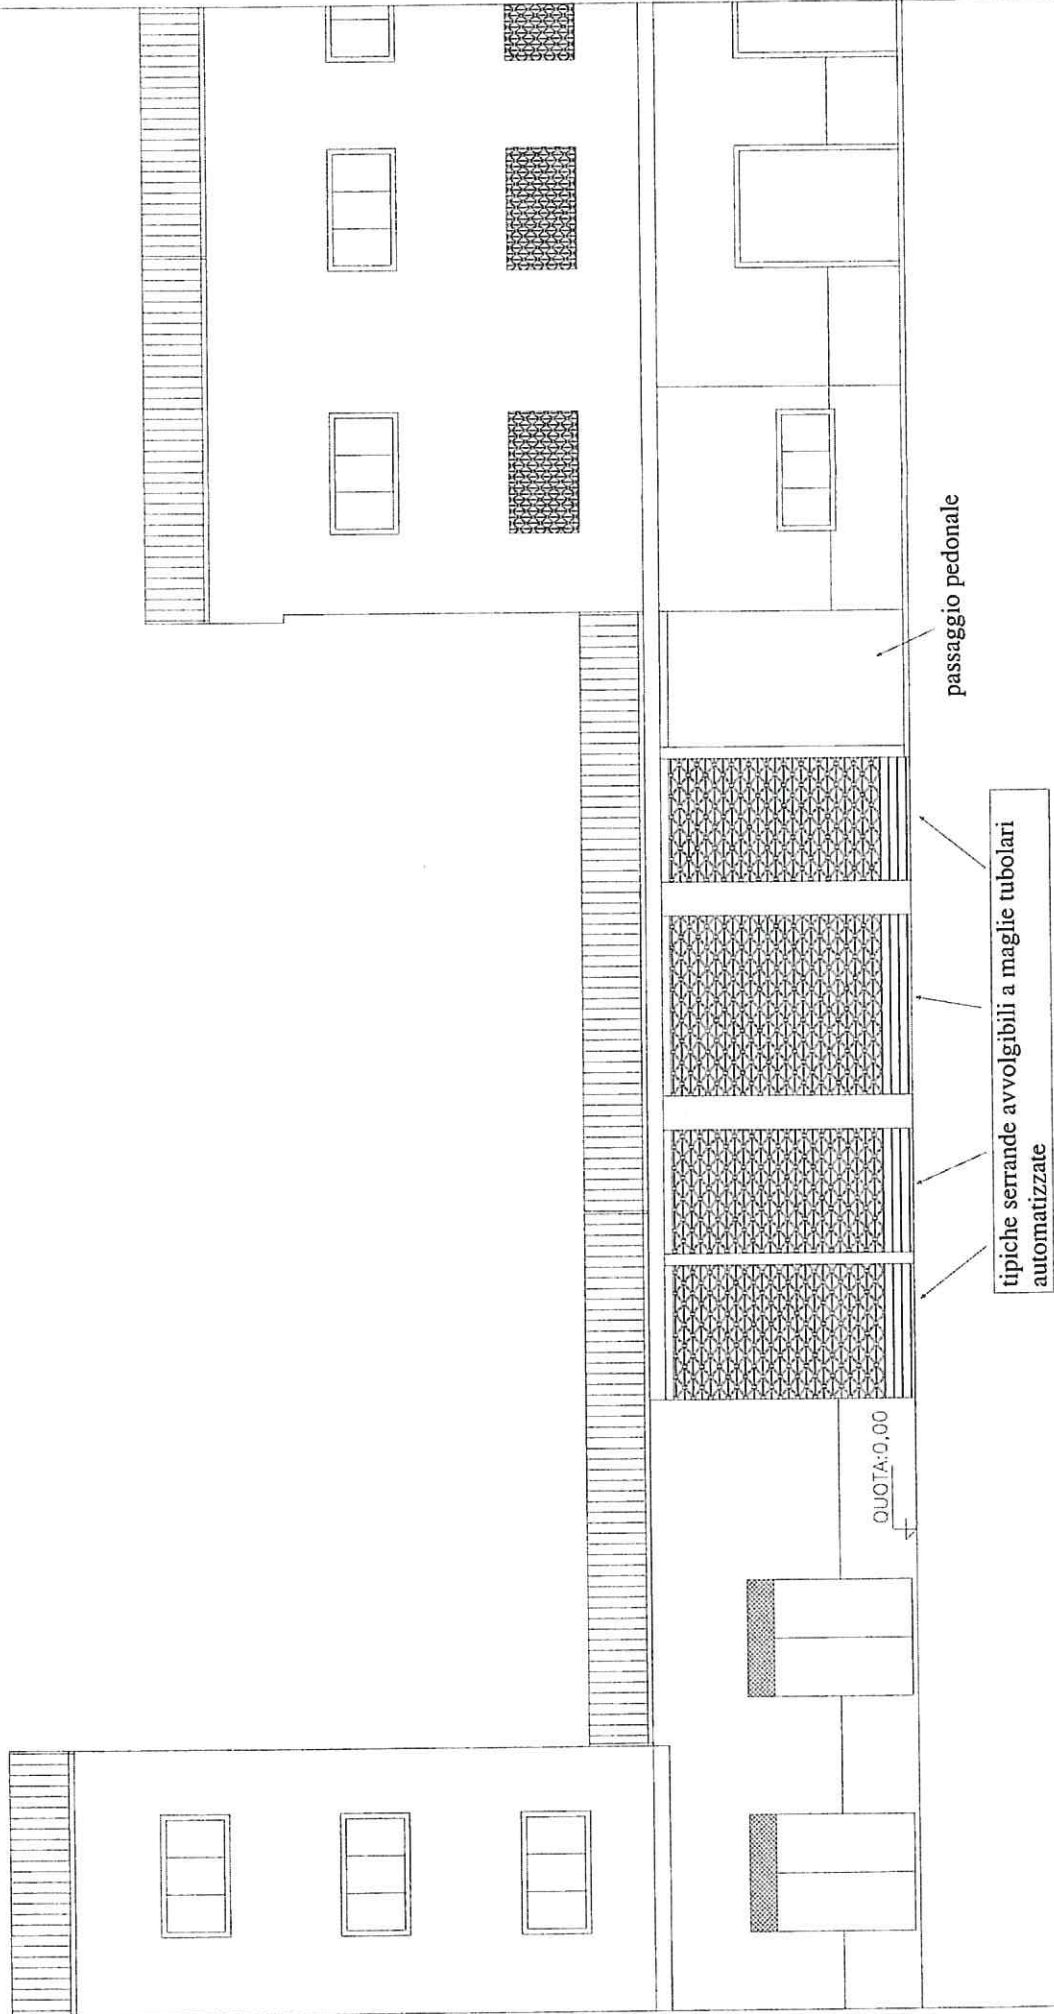 QUOTA:0,00
tipiche serrande avvolgibili a maglie tubolari
automatizzate
passaggio pedonale